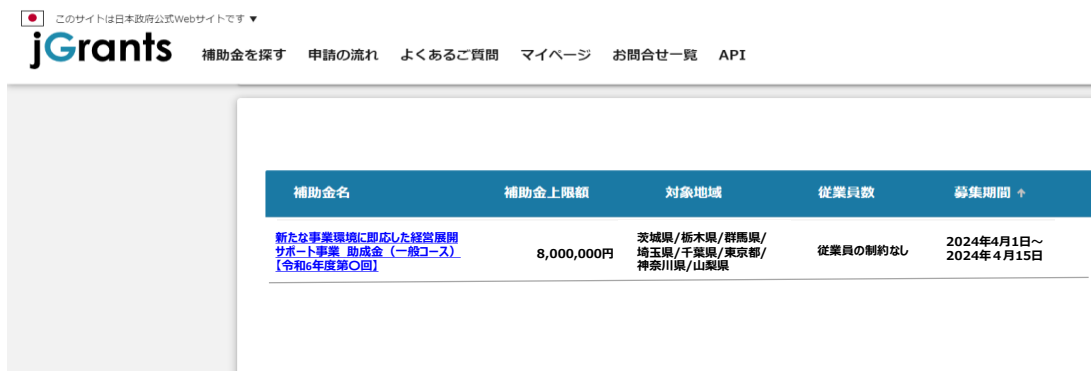 このサイトは日本政府公式Webサイトです ▼
jGrants 補助金を探す 申請の流れ よくあるご質問 マイページ お問合せ一覧 API
補助金名 補助金上限額 対象地域 従業員数 募集期間 ↑
新たな事業環境に即応した経営展開
サポート事業 助成金（一般コース）
【令和6年度第〇回】
8,000,000円
茨城県/栃木県/群馬県/
埼玉県/千葉県/東京都/
神奈川県/山梨県
従業員の制約なし
2024年4月1日～
2024年４月15日